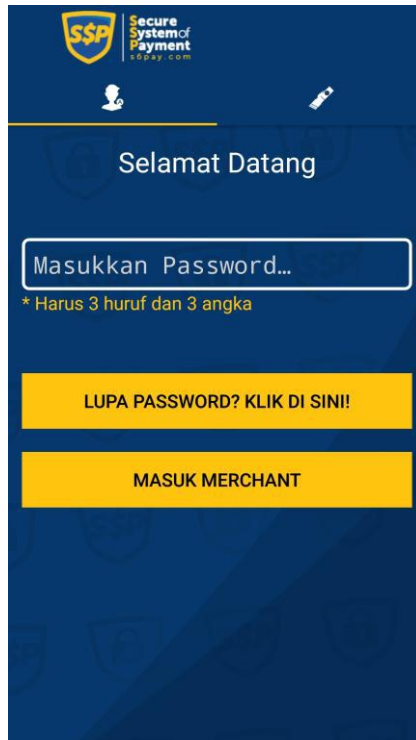 S$P
Secure
System of
Payment
s6pay.com
Selamat Datang
Masukkan Password…
* Harus 3 huruf dan 3 angka
LUPA PASSWORD? KLIK DI SINI!
MASUK MERCHANT